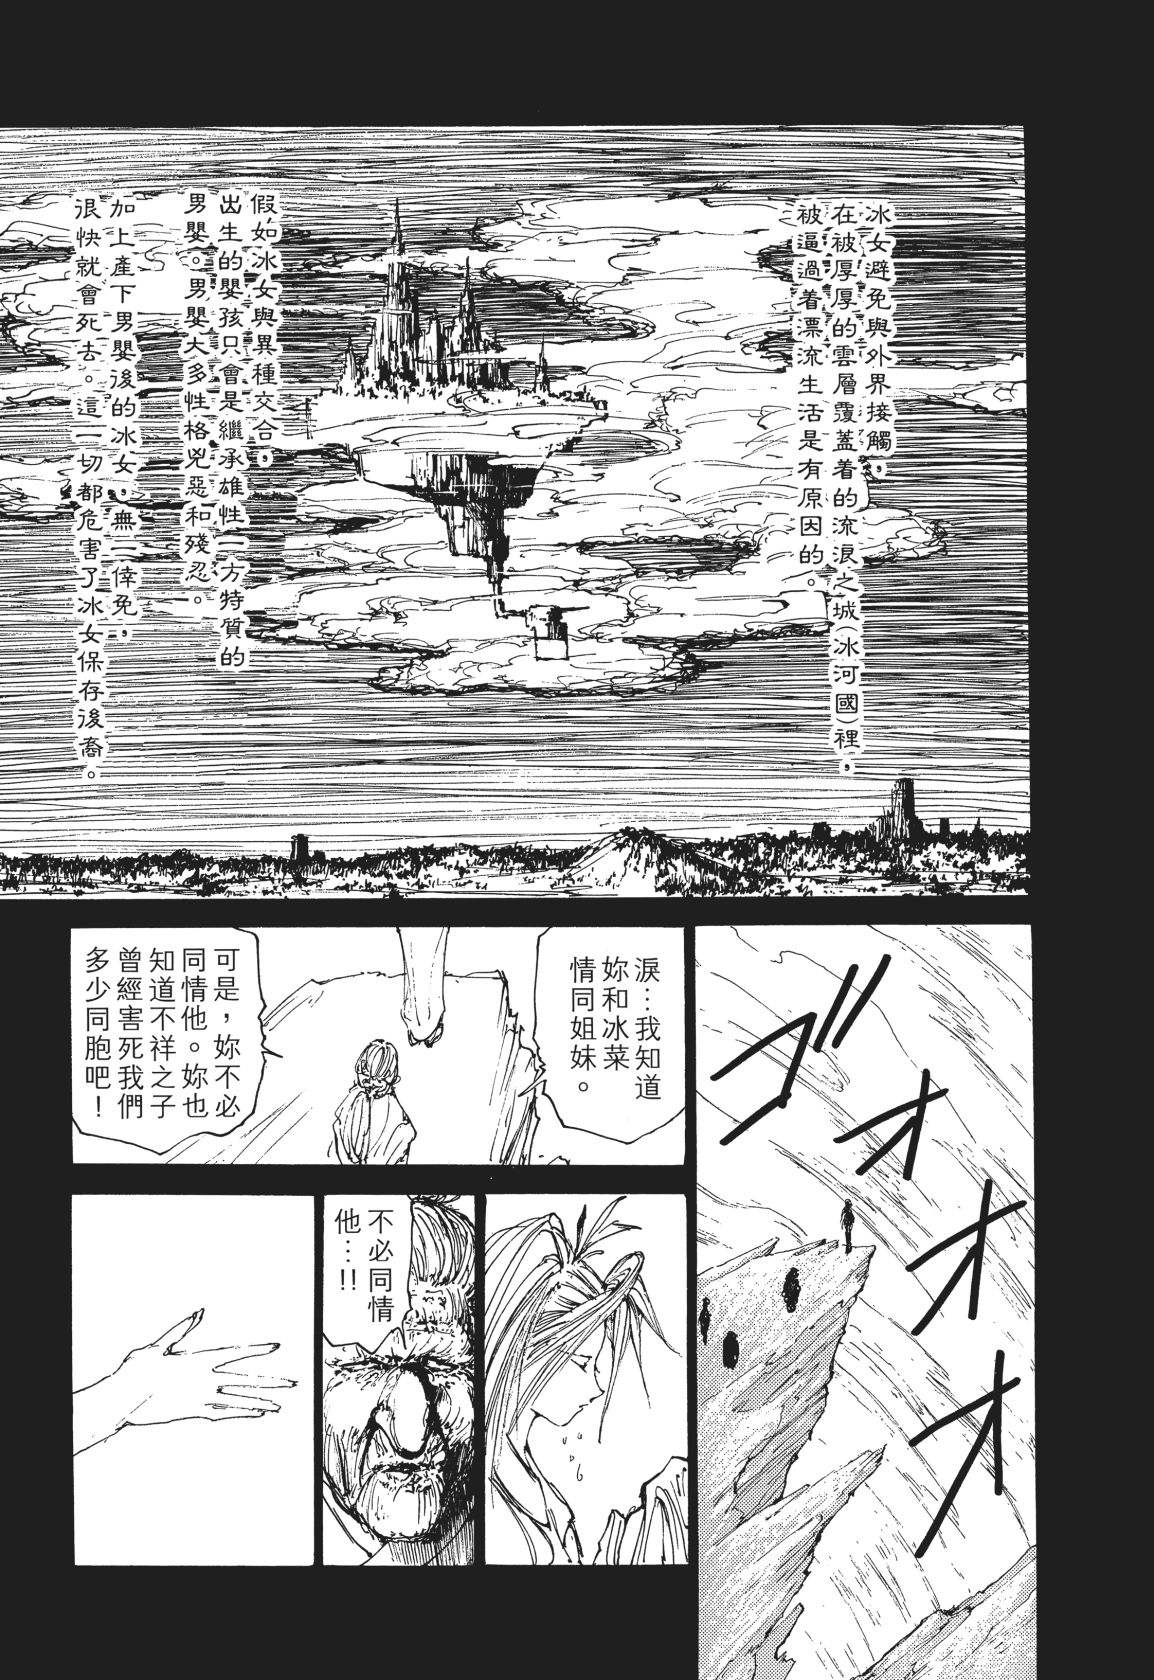 冰女避免與外界接觸，
在被厚厚的雲層覆蓋着的流浪之城（冰河國）裡，
被逼過着漂流生活是有原因的。
假如冰女與異種交合，
出生的嬰孩只會是繼承雄性一方特質的
男嬰。男嬰大多性格兇惡和殘忍。
加上產下男嬰後的冰女，無一倖免，
很快就會死去。這一切都危害了冰女保存後裔。
ゴオオオ
淚…我知道
妳和冰菜
情同姐妹。
可是，妳不必
同情他。妳也
知道不祥之子
曾經害死我們
多少同胞吧！
不必同情
他…!!